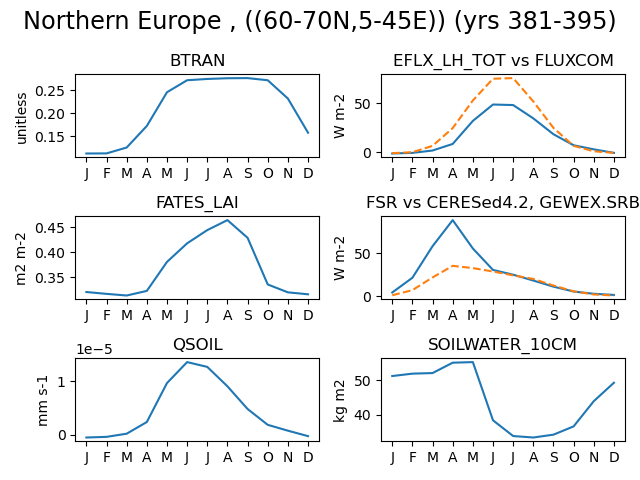 Northern Europe , ((60-70N,5-45E)) (yrs 381-395)
BTRAN
unitless
0.25
0.20
0.15
J F M A M J J A S O N D
EFLX_LH_TOT vs FLUXCOM
W m-2
50
0
J F M A M J J A S O N D
FATES_LAI
m2 m-2
0.45
0.40
0.35
J F M A M J J A S O N D
FSR vs CERESed4.2, GEWEX.SRB
W m-2
50
0
J F M A M J J A S O N D
QSOIL
1e−5
mm s-1
1
0
J F M A M J J A S O N D
SOILWATER_10CM
kg m2
50
40
J F M A M J J A S O N D